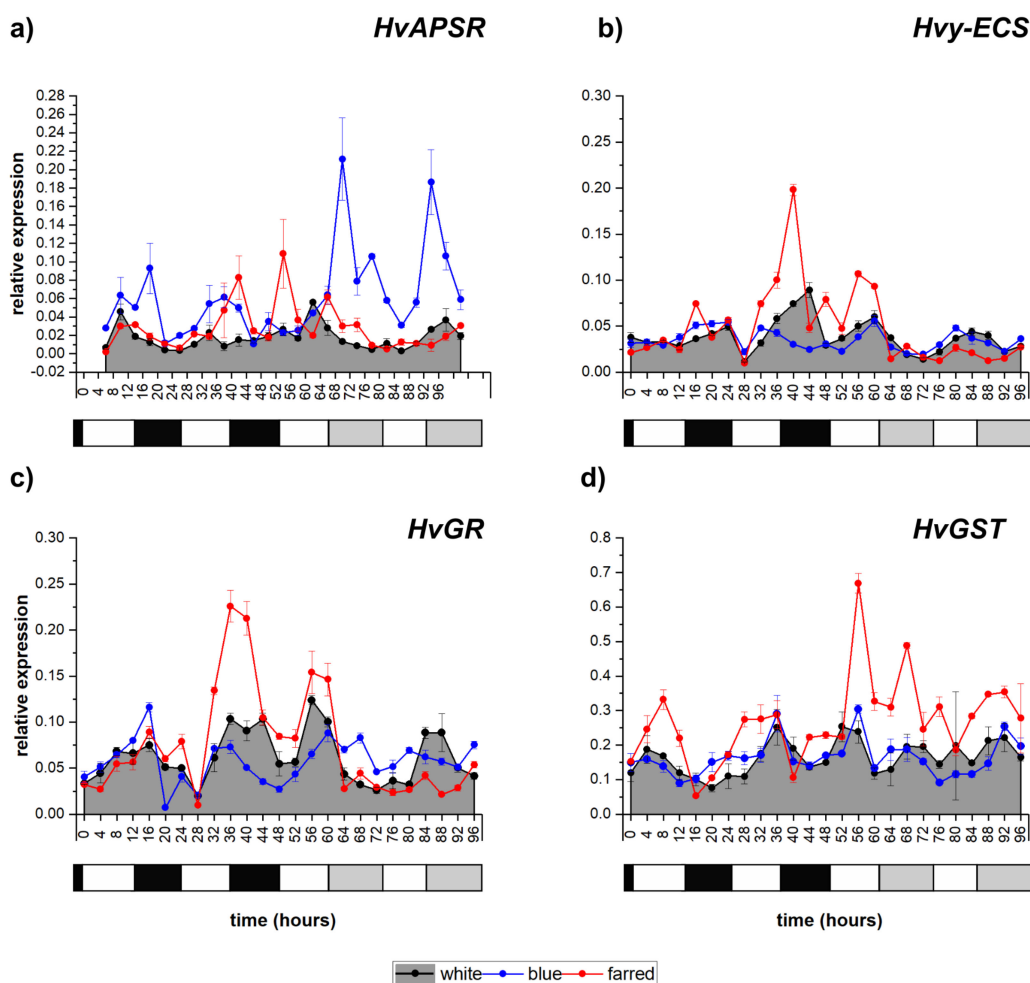 a)
HvAPSR
relative expression
0.28
0.26
0.24
0.22
0.20
0.18
0.16
0.14
0.12
0.10
0.08
0.06
0.04
0.02
0.00
-0.02
0 4 8 12 16 20 24 28 32 36 40 44 48 52 56 60 64 68 72 76 80 84 88 92 96
b)
Hvy-ECS
0.30
0.25
0.20
0.15
0.10
0.05
0.00
0 4 8 12 16 20 24 28 32 36 40 44 48 52 56 60 64 68 72 76 80 84 88 92 96
c)
HvGR
relative expression
0.30
0.25
0.20
0.15
0.10
0.05
0.00
0 4 8 12 16 20 24 28 32 36 40 44 48 52 56 60 64 68 72 76 80 84 88 92 96
time (hours)
d)
HvGST
0.8
0.7
0.6
0.5
0.4
0.3
0.2
0.1
0.0
0 4 8 12 16 20 24 28 32 36 40 44 48 52 56 60 64 68 72 76 80 84 88 92 96
time (hours)
white blue farred